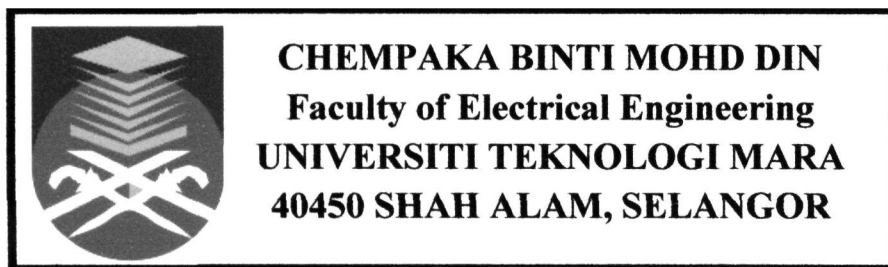 CHEMPAKA BINTI MOHD DIN
Faculty of Electrical Engineering
UNIVERSITI TEKNOLOGI MARA
40450 SHAH ALAM, SELANGOR